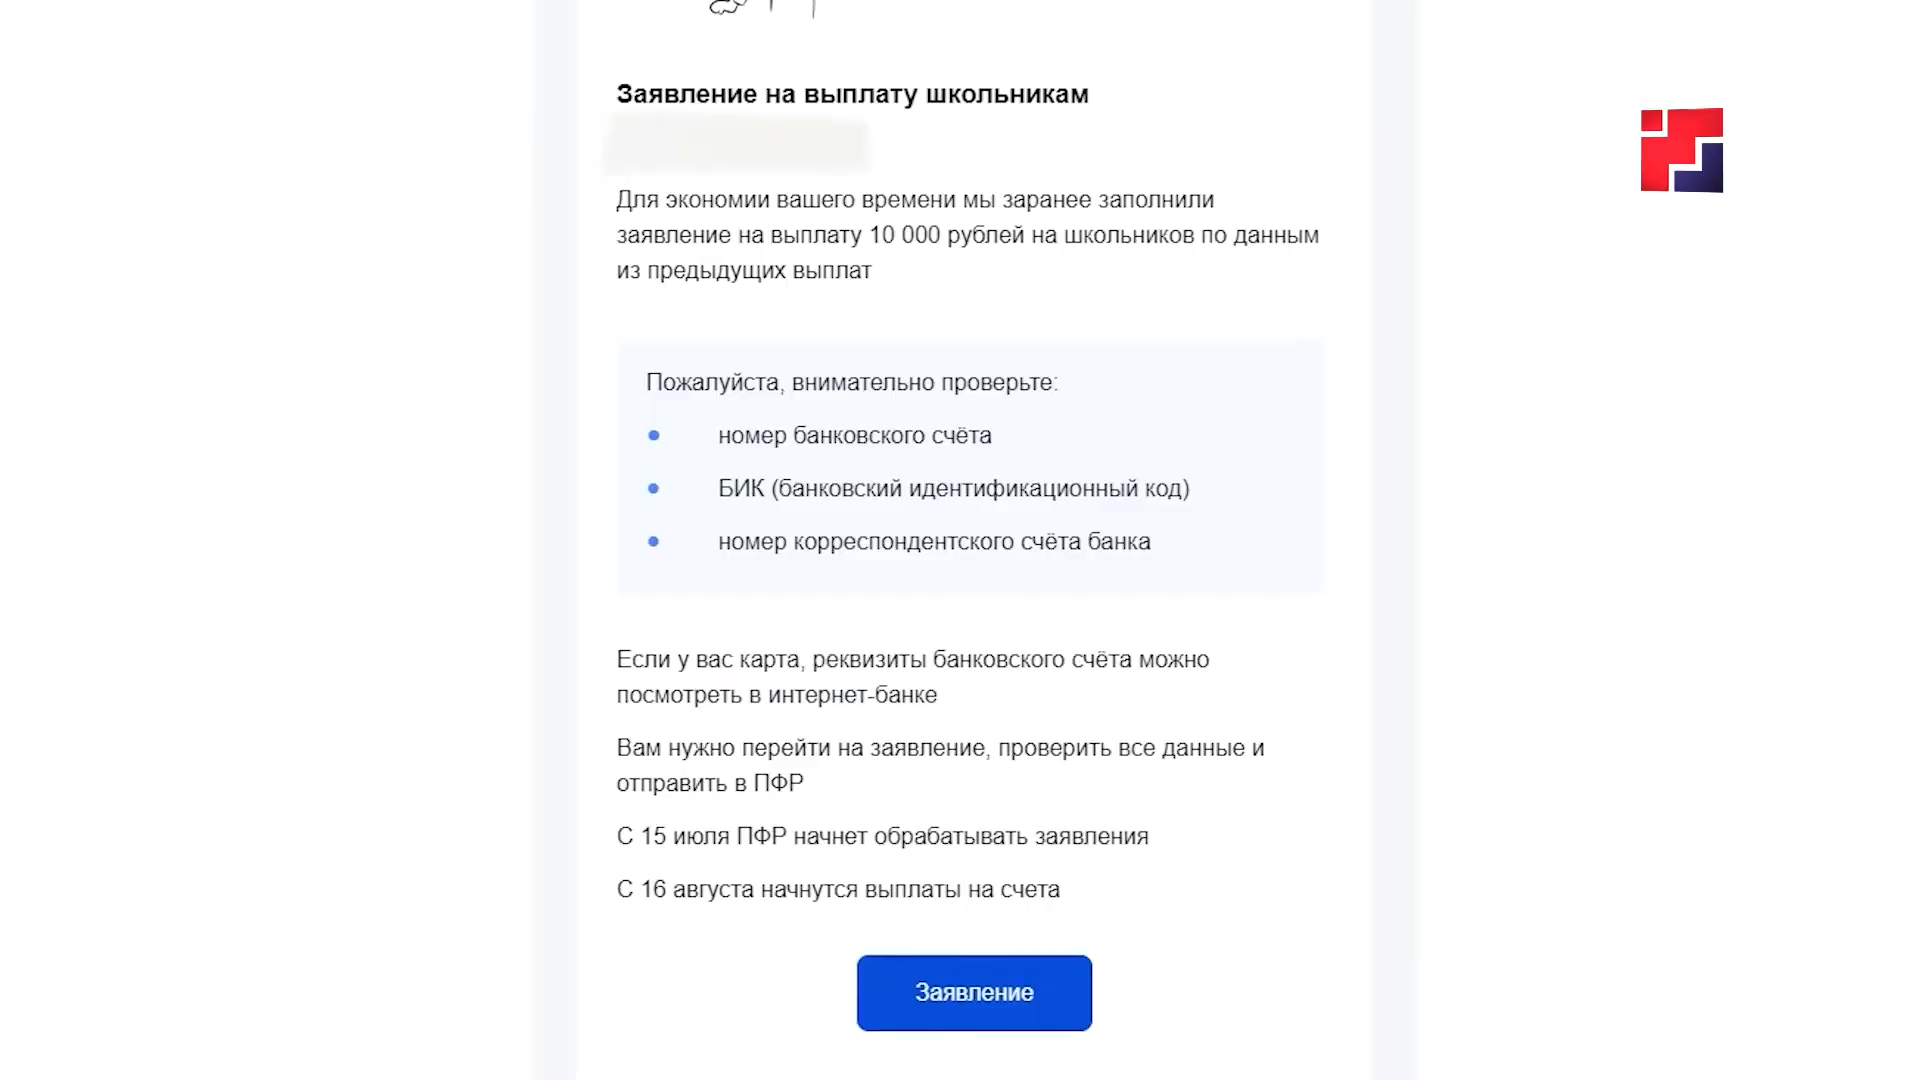 Заявление на выплату школьникам
Для экономии вашего времени мы заранее заполнили
заявление на выплату 10 000 рублей на школьников по данным
из предыдущих выплат
Пожалуйста, внимательно проверьте:
номер банковского счёта
БИК (банковский идентификационный код)
номер корреспондентского счёта банка
Если у вас карта, реквизиты банковского счёта можно
посмотреть в интернет-банке
Вам нужно перейти на заявление, проверить все данные и
отправить в ПФР
С 15 июля ПФР начнет обрабатывать заявления
С 16 августа начнутся выплаты на счета
Заявление